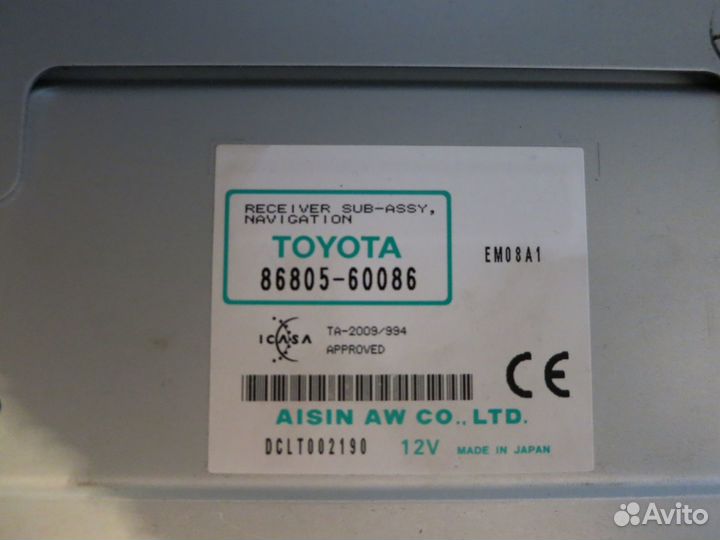 RECEIVER SUB-ASSY,
NAVIGATION
TOYOTA
86805-60086
EM08A1
ICASA
TA-2009/994
APPROVED
CE
AISIN AW CO., LTD.
DCLT002190 12V MADE IN JAPAN
Avito